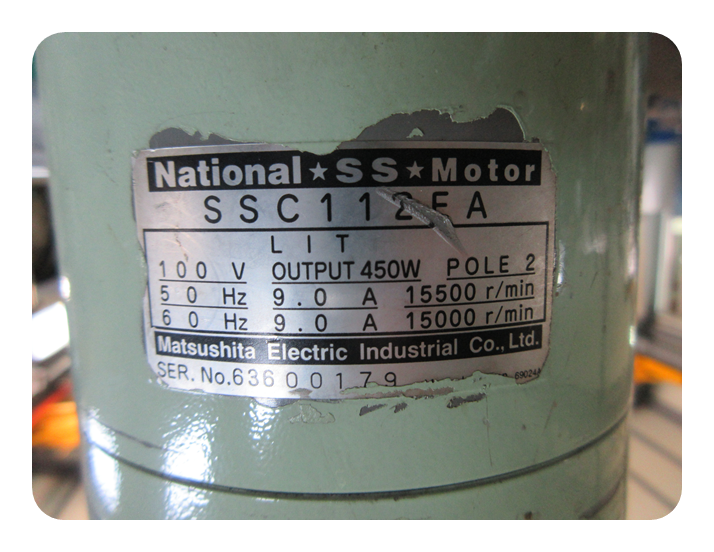 National ★ SS ★ Motor
SSC112FA
LIT
100 V OUTPUT 450W POLE 2
50 Hz 9.0 A 15500 r/min
60 Hz 9.0 A 15000 r/min
Matsushita Electric Industrial Co., Ltd.
SER. No.63600179